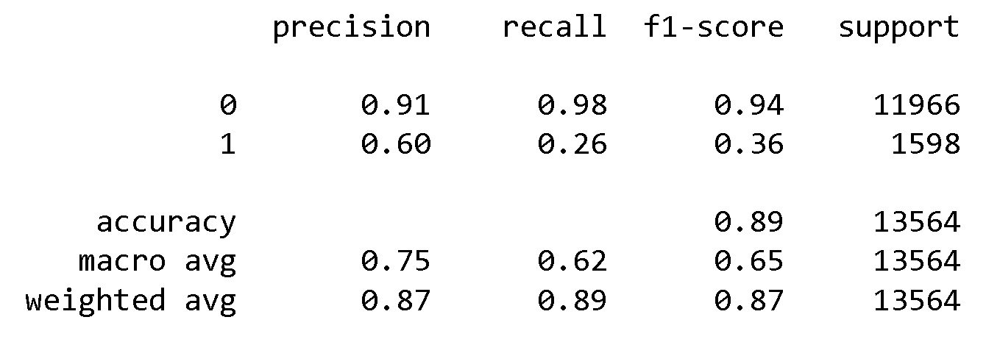 precision recall f1-score support
0 0.91 0.98 0.94 11966
1 0.60 0.26 0.36 1598
accuracy 0.89 13564
macro avg 0.75 0.62 0.65 13564
weighted avg 0.87 0.89 0.87 13564